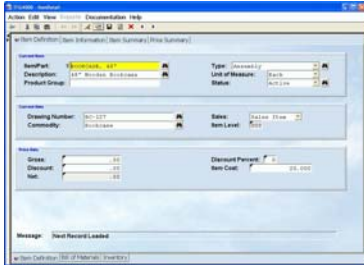 Action Edit View Reports Documentation Help
Item Definition Item Information Item Summary Price Summary
Item/Part: BOOKCASE, 48" Type: Assembly
Description: 48" Wooden Bookcase Unit of Measure: Each
Product Group: Status: Active
Drawing Number: BC-127 Sales: Sales Item
Commodity: Bookcase Item Level:
Price Data
Gross: .00 Discount Percent: 0
Discount: .00 Item Cost: 20.000
Net: .00
Message: Next Record Loaded
Item Definition Bill of Materials Inventory